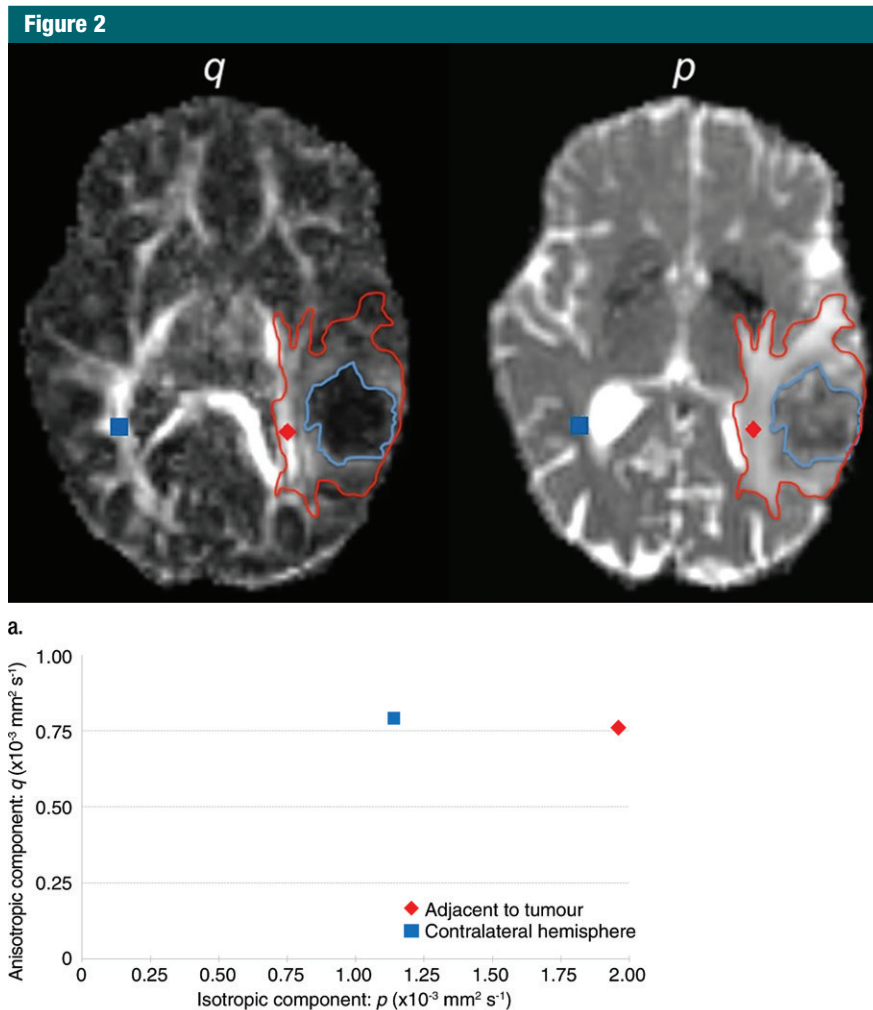 Figure 2
q
p
a.
1.00
0.75
0.50
0.25
0
Anisotropic component: q (x10⁻³ mm² s⁻¹)
Adjacent to tumour
Contralateral hemisphere
0 0.25 0.50 0.75 1.00 1.25 1.50 1.75 2.00
Isotropic component: p (x10⁻³ mm² s⁻¹)